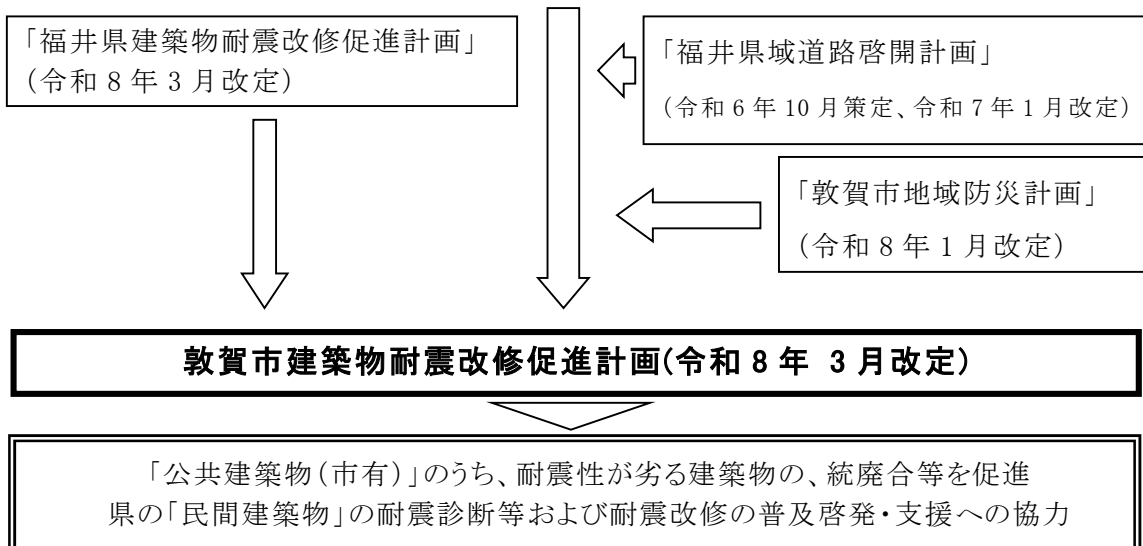 「福井県建築物耐震改修促進計画」
(令和8年3月改定)
「福井県域道路啓開計画」
(令和6年10月策定、令和7年1月改定)
「敦賀市地域防災計画」
(令和8年1月改定)
敦賀市建築物耐震改修促進計画(令和8年 3月改定)
「公共建築物(市有)」のうち、耐震性が劣る建築物の、統廃合等を促進
県の「民間建築物」の耐震診断等および耐震改修の普及啓発・支援への協力